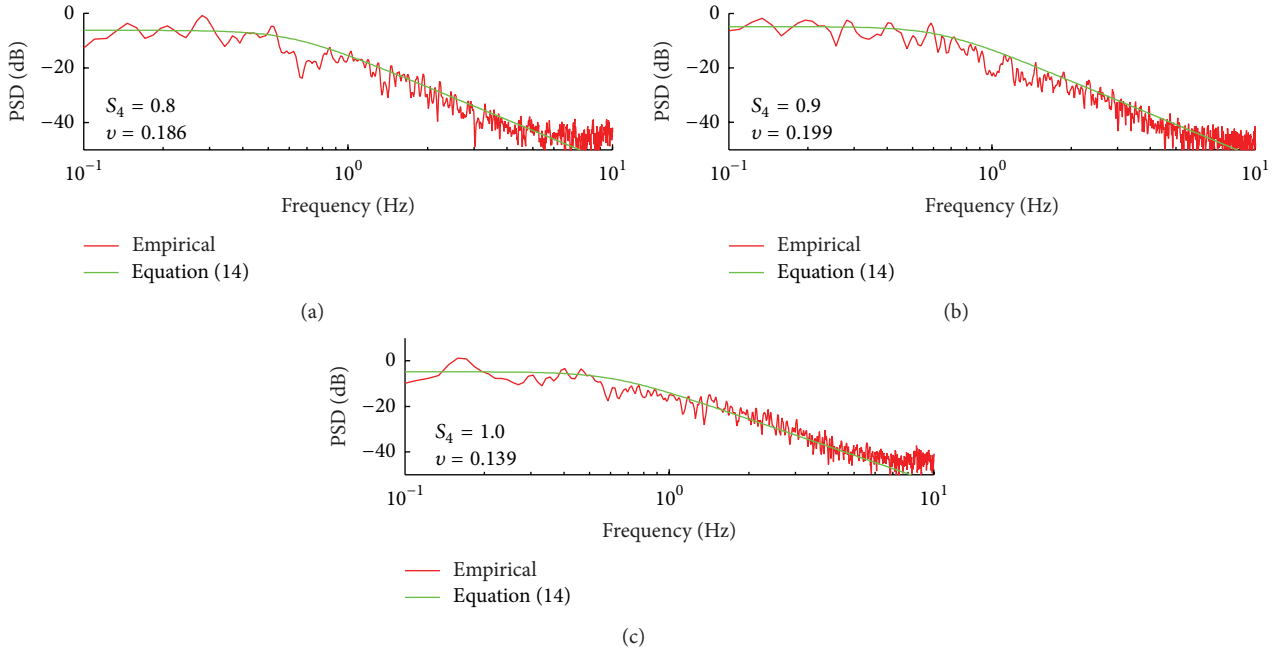 PSD (dB)
0
−20
−40
S₄ = 0.8
υ = 0.186
10⁻¹
10⁰
10¹
Frequency (Hz)
Empirical
Equation (14)
(a)
PSD (dB)
0
−20
−40
S₄ = 0.9
υ = 0.199
10⁻¹
10⁰
10¹
Frequency (Hz)
Empirical
Equation (14)
(b)
PSD (dB)
0
−20
−40
S₄ = 1.0
υ = 0.139
10⁻¹
10⁰
10¹
Frequency (Hz)
Empirical
Equation (14)
(c)